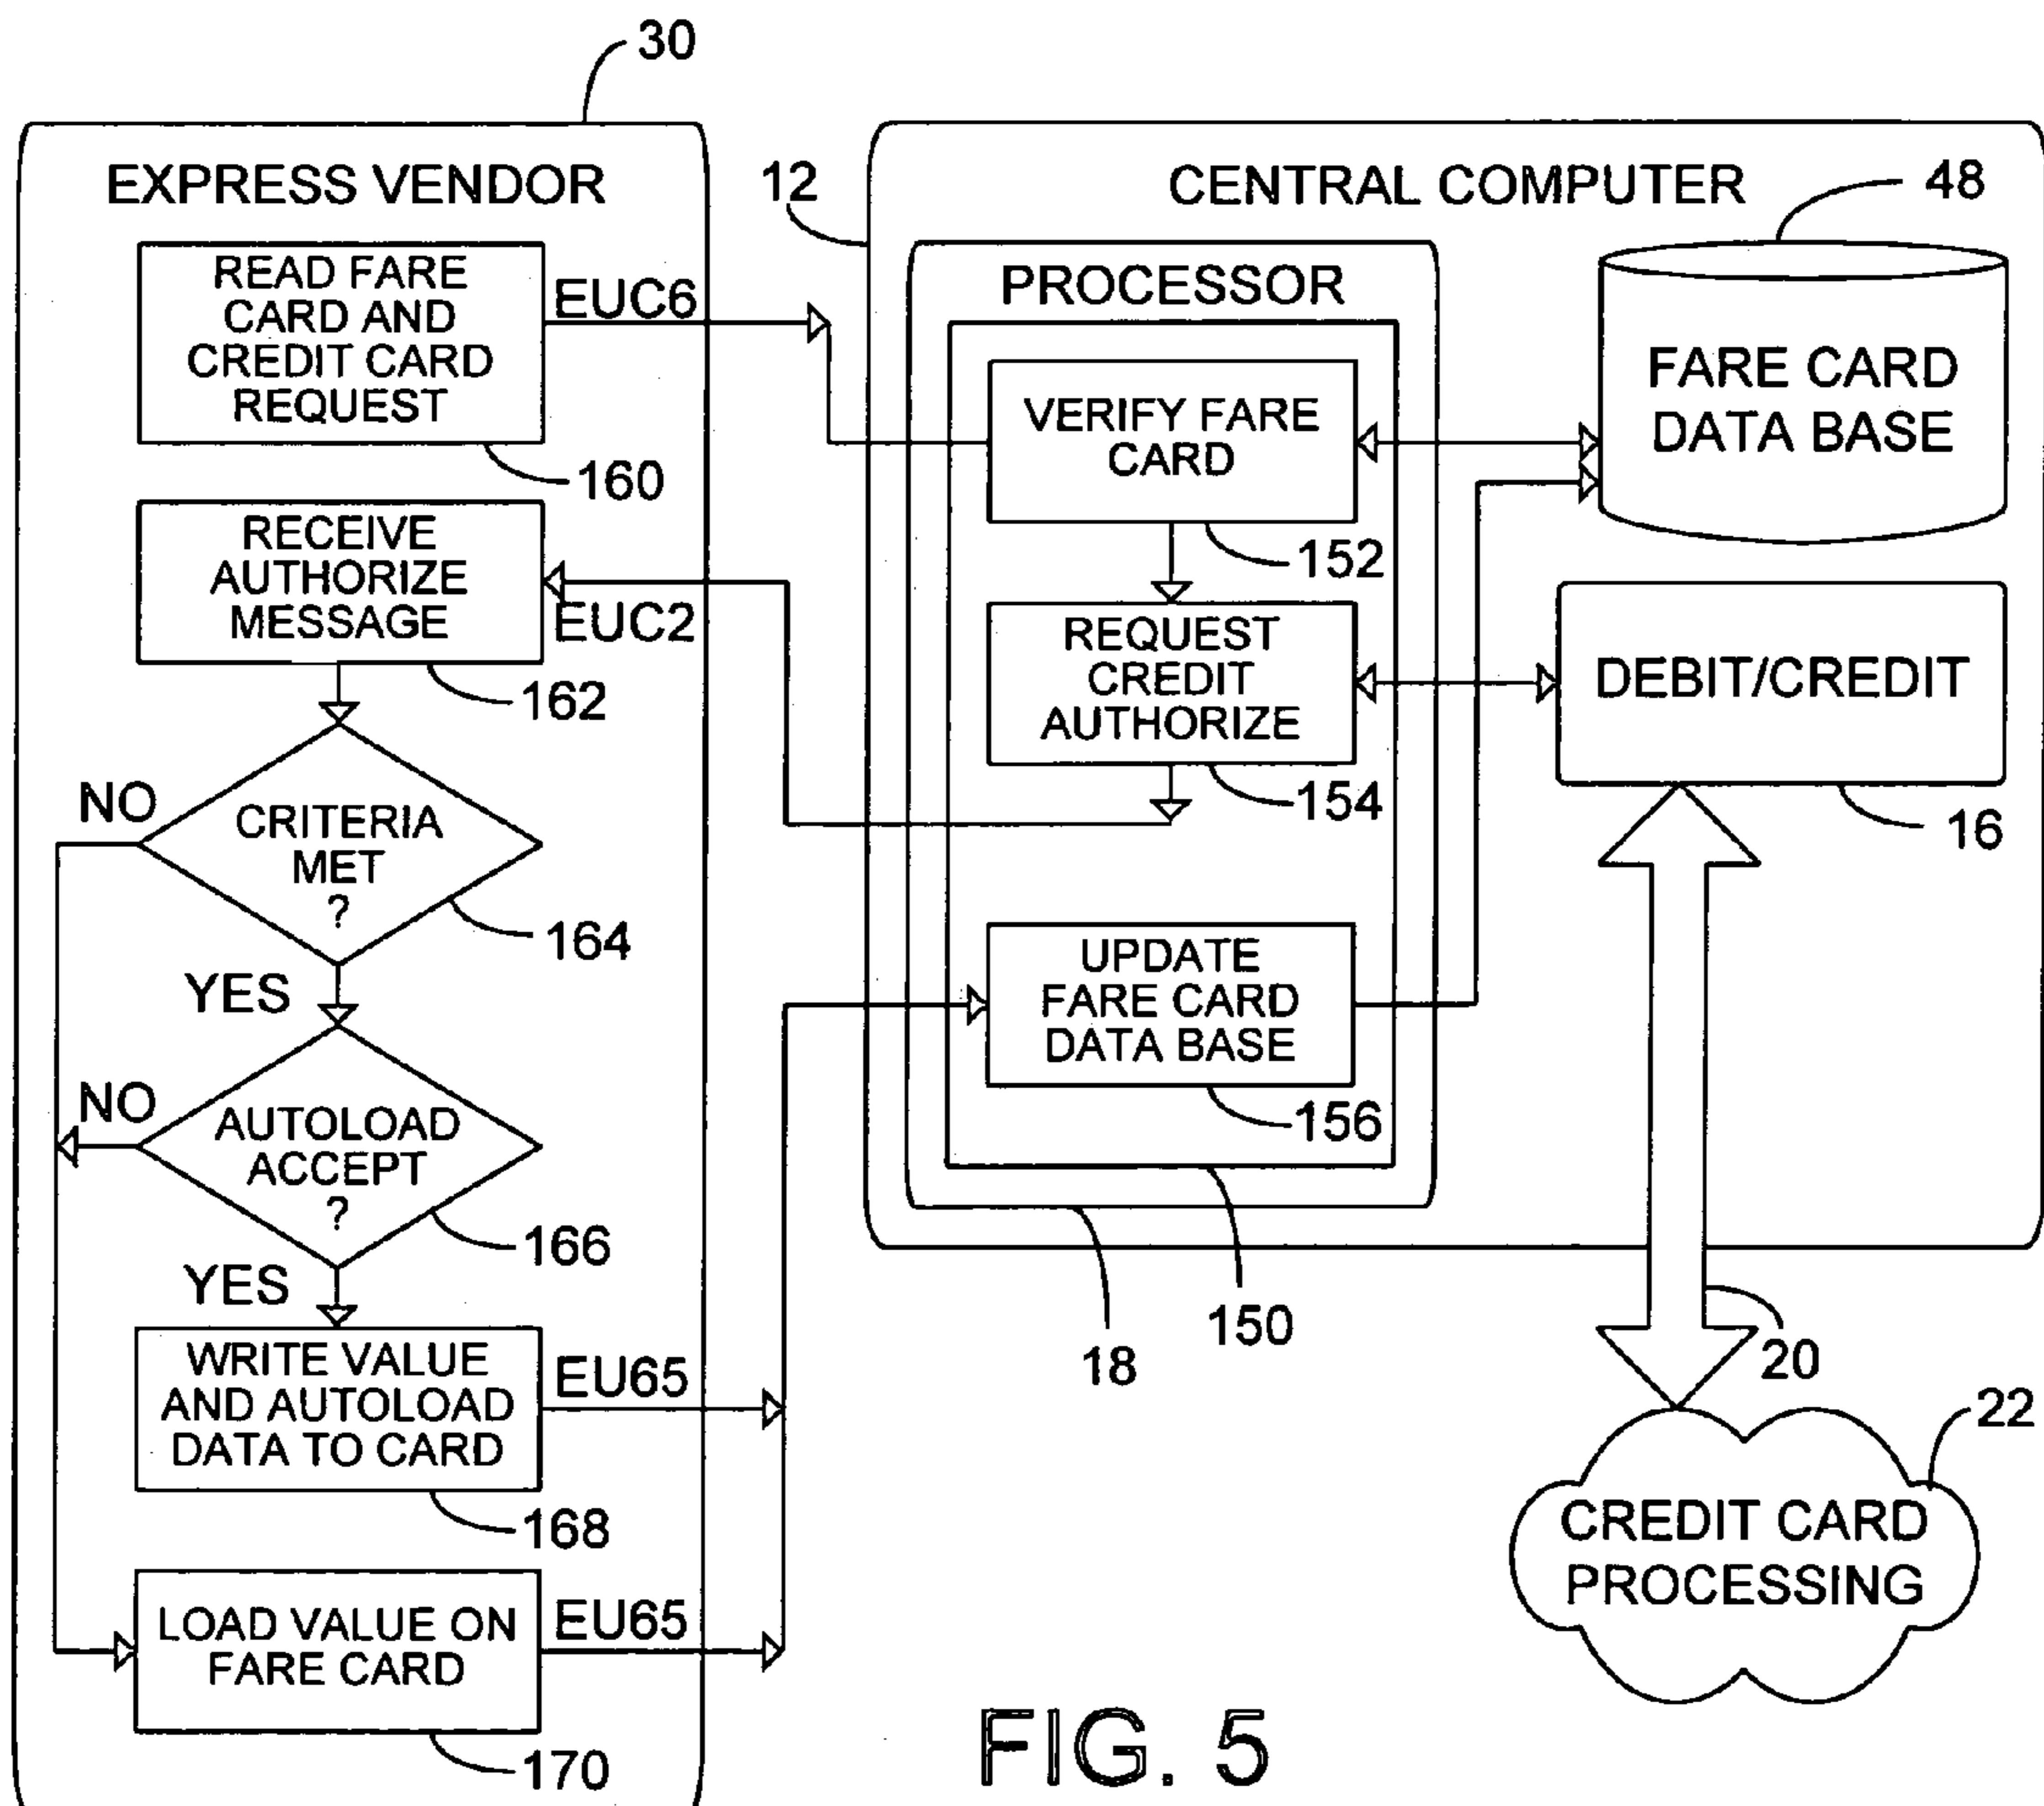 30
EXPRESS VENDOR
READ FARE
CARD AND
CREDIT CARD
REQUEST
EUC6
160
RECEIVE
AUTHORIZE
MESSAGE
EUC2
162
NO
CRITERIA
MET
?
164
YES
NO
AUTOLOAD
ACCEPT
?
166
YES
WRITE VALUE
AND AUTOLOAD
DATA TO CARD
EU65
168
LOAD VALUE ON
FARE CARD
EU65
170
12
CENTRAL COMPUTER
48
PROCESSOR
VERIFY FARE
CARD
152
REQUEST
CREDIT
AUTHORIZE
154
UPDATE
FARE CARD
DATA BASE
156
150
18
FARE CARD
DATA BASE
DEBIT/CREDIT
16
20
22
CREDIT CARD
PROCESSING
FIG. 5